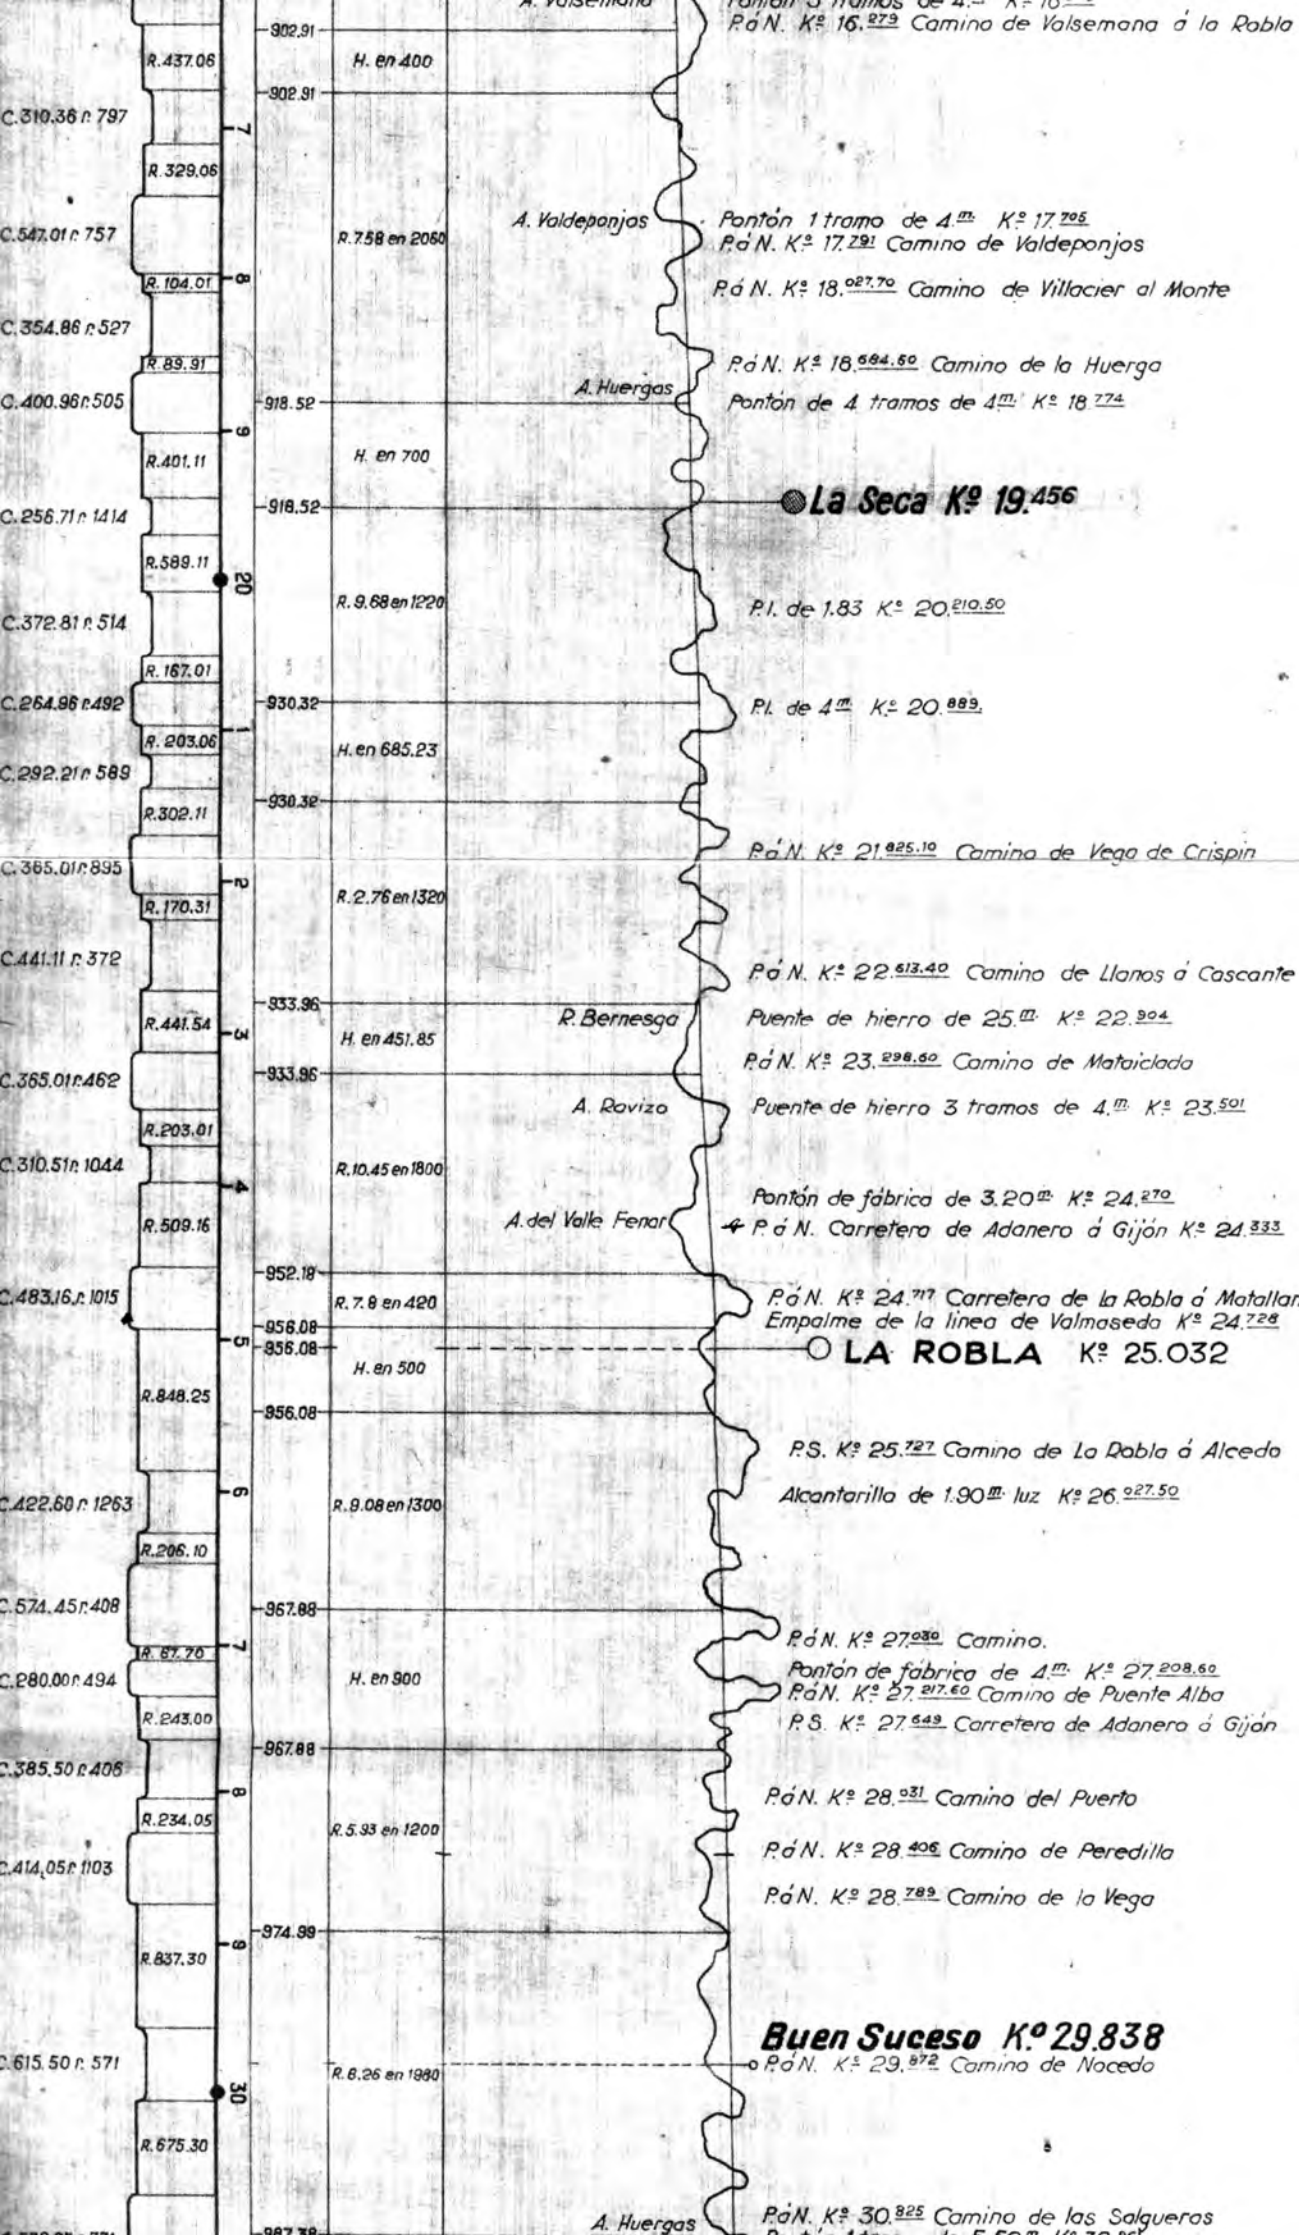 A. Valsemana
P.á N. Kº 16.279 Camino de Valsemana á la Robla
902.91
R.437.06
H. en 400
902.91
C.310.36 r. 797
7
R.329.06
A. Valdeponjos
Pontón 1 tramo de 4.m. Kº 17.705
C.547.01 r. 757
R.7.58 en 2060
P.á N. Kº 17.791 Camino de Valdeponjos
8
R.104.01
P.á N. Kº 18.027.70 Camino de Villacier al Monte
C.354.86 r. 527
R.89.91
P.á N. Kº 18.684.60 Camino de la Huerga
A. Huergas
C.400.96 r. 505
918.52
Pontón de 4 tramos de 4m. Kº 18.774
9
R.401.11
H. en 700
918.52
La Seca Kº 19.456
C.256.71 r. 1414
R.589.11
20
R.9.68 en 1220
P.I. de 1.83 Kº 20.210.50
C.372.81 r. 514
R.167.01
C.264.96 r. 492
930.32
P.I. de 4m. Kº 20.889.
1
R.203.06
H. en 685.23
C.292.21 r. 589
930.32
R.302.11
P.á N. Kº 21.825.10 Camino de Vega de Crispin
C.365.01 r. 895
2
R.170.31
R.2.76 en 1320
C.441.11 r. 372
P.á N. Kº 22.613.40 Camino de Llanos á Cascante
933.96
R.441.54
R. Bernesga
Puente de hierro de 25.m. Kº 22.904
3
H. en 451.85
P.á N. Kº 23.298.60 Camino de Mataiclada
933.96
C.365.01 r. 462
A. Ravizo
Puente de hierro 3 tramos de 4.m. Kº 23.501
R.203.01
C.310.51 r. 1044
R.10.45 en 1800
4
Pontón de fábrica de 3.20m. Kº 24.270
R.509.16
A. del Valle Fenar
P. á N. Carretera de Adanero á Gijón Kº 24.333
952.18
C.483.16 r. 1015
R.7.8 en 420
P.á N. Kº 24.717 Carretera de la Robla á Matallan
Empalme de la línea de Valmaseda Kº 24.728
956.08
5
956.08
LA ROBLA Kº 25.032
H. en 500
R.848.25
956.08
P.S. Kº 25.727 Camino de La Robla á Alcedo
6
Alcantarilla de 1.90m. luz Kº 26.027.50
C.422.60 r. 1263
R.9.08 en 1300
R.206.10
C.574.45 r. 408
967.88
7
R.67.70
P.á N. Kº 27.030 Camino.
Pontón de fábrica de 4.m. Kº 27.208.60
C.280.00 r. 494
H. en 900
P.á N. Kº 27.217.60 Camino de Puente Alba
R.243.00
P.S. Kº 27.649 Carretera de Adanero á Gijón
967.88
C.385.50 r. 406
8
P.á N. Kº 28.031 Camino del Puerto
R.234.05
R.5.93 en 1200
P.á N. Kº 28.406 Camino de Peredilla
C.414.05 r. 1103
P.á N. Kº 28.789 Camino de la Vega
974.99
9
R.837.30
Buen Suceso Kº 29.838
C.615.50 r. 571
P.á N. Kº 29.872 Camino de Nocedo
R.6.26 en 1980
30
R.675.30
A. Huergas
P.á N. Kº 30.825 Camino de las Salgueras
987.38